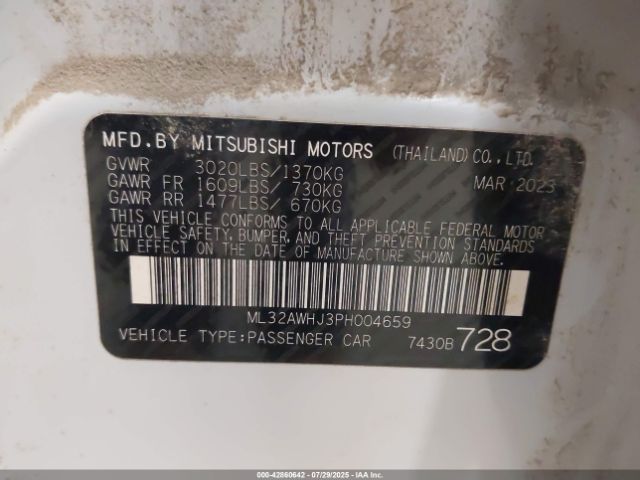 MFD.BY MITSUBISHI MOTORS (THAILAND)CO.,LTD.
GVWR 3020LBS/1370KG MAR 2023
GAWR FR 1609LBS/ 730KG
GAWR RR 1477LBS/ 670KG
THIS VEHICLE CONFORMS TO ALL APPLICABLE FEDERAL MOTOR
VEHICLE SAFETY, BUMPER, AND THEFT PREVENTION STANDARDS
IN EFFECT ON THE DATE OF MANUFACTURE SHOWN ABOVE.
ML32AWHJ3PH004659
VEHICLE TYPE:PASSENGER CAR 7430B 728
000-42860642 | 07/29/2025 - IAAI.com